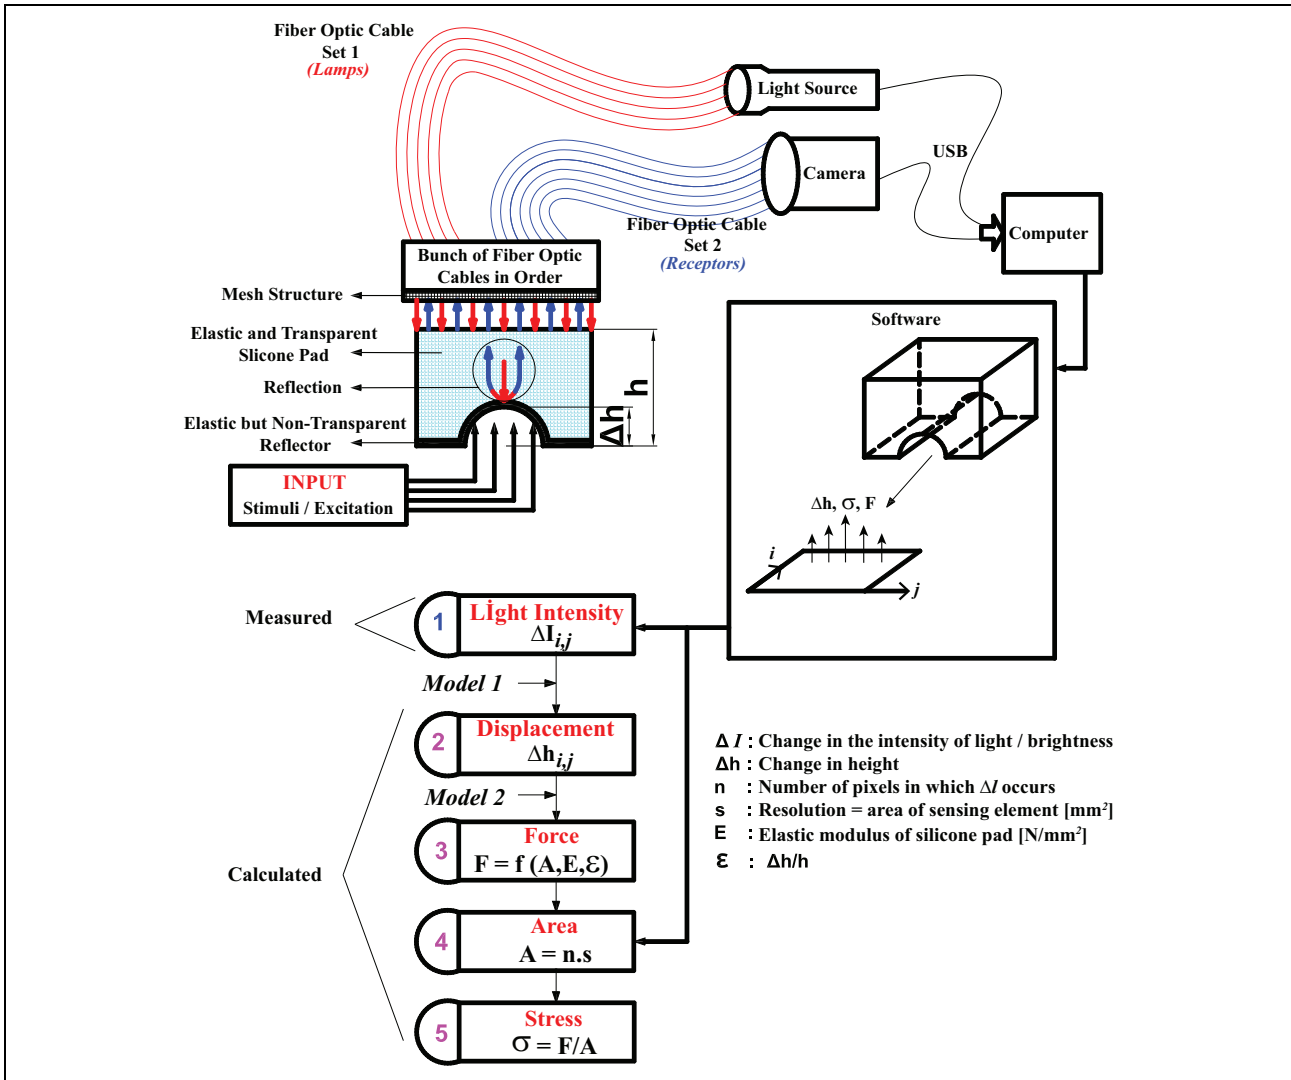 Fiber Optic Cable
Set 1
(Lamps)
Light Source
USB
Camera
Computer
Fiber Optic Cable
Set 2
(Receptors)
Bunch of Fiber Optic
Cables in Order
Mesh Structure
Elastic and Transparent
Slicone Pad
Reflection
Elastic but Non-Transparent
Reflector
h
Δh
INPUT
Stimuli / Excitation
Software
Δh, σ, F
i
j
Measured
1
Lİght Intensity
ΔI i,j
Model 1
2
Displacement
Δh i,j
Model 2
Calculated
3
Force
F = f (A,E,Ɛ)
4
Area
A = n.s
5
Stress
σ = F/A
Δ I : Change in the intensity of light / brightness
Δh : Change in height
n : Number of pixels in which ΔI occurs
s : Resolution = area of sensing element [mm²]
E : Elastic modulus of silicone pad [N/mm²]
Ɛ : Δh/h